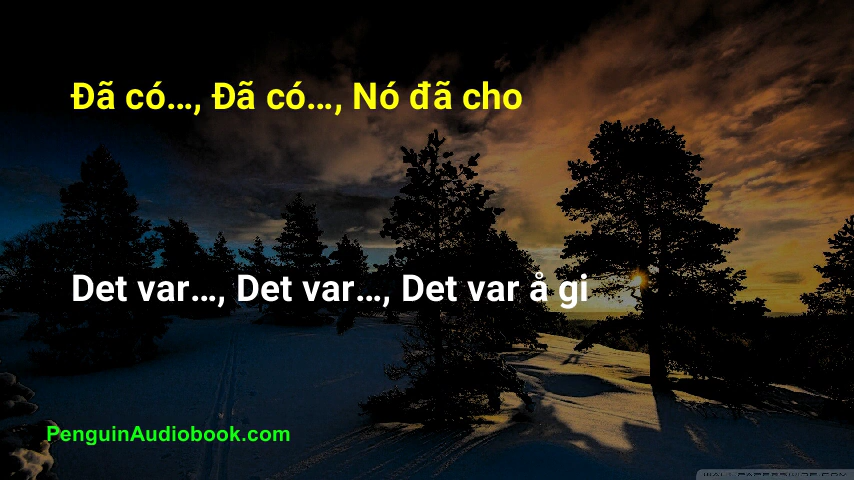 Đã có…, Đã có…, Nó đã cho
Det var…, Det var…, Det var å gi
PenguinAudiobook.com